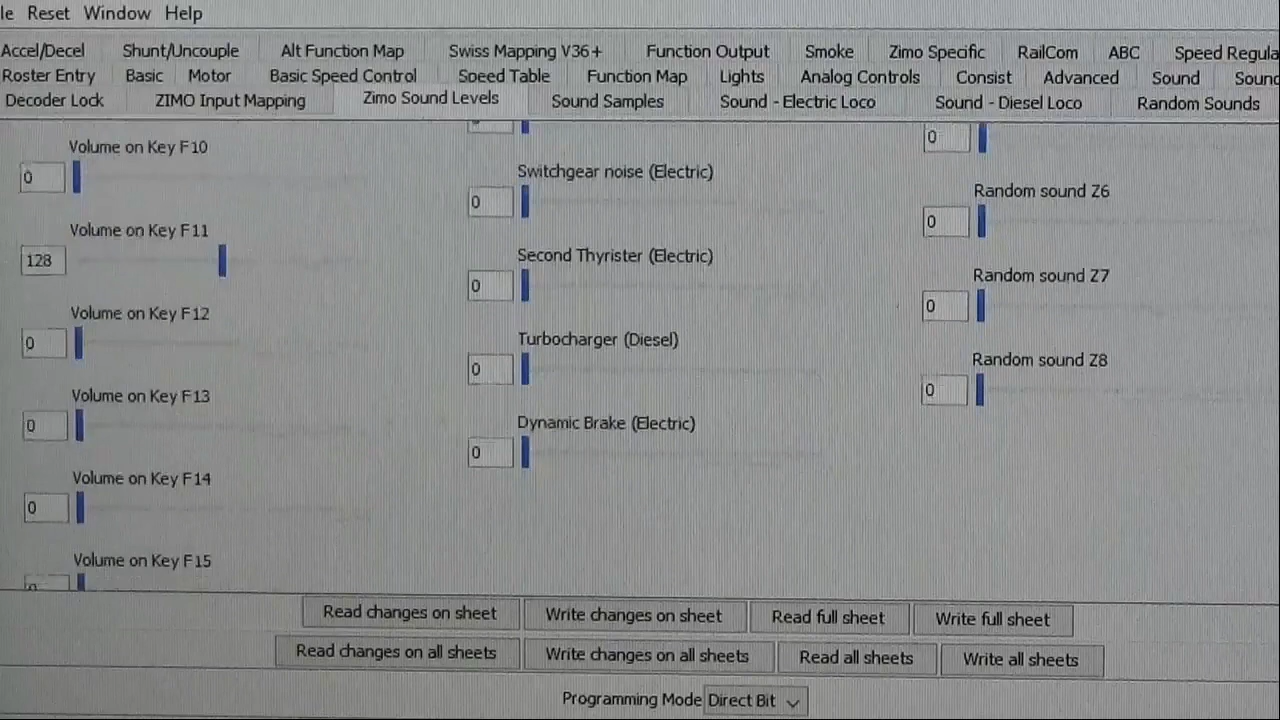 le Reset Window Help
Accel/Decel Shunt/Uncouple Alt Function Map Swiss Mapping V36+ Function Output Smoke Zimo Specific RailCom ABC Speed Regula
Roster Entry Basic Motor Basic Speed Control Speed Table Function Map Lights Analog Controls Consist Advanced Sound Sound
Decoder Lock ZIMO Input Mapping Zimo Sound Levels Sound Samples Sound - Electric Loco Sound - Diesel Loco Random Sounds
Volume on Key F10
0
Volume on Key F11
128
Volume on Key F12
0
Volume on Key F13
0
Volume on Key F14
0
Volume on Key F15
0
Switchgear noise (Electric)
0
Second Thyrister (Electric)
0
Turbocharger (Diesel)
0
Dynamic Brake (Electric)
0
0
Random sound Z6
0
Random sound Z7
0
Random sound Z8
0
Read changes on sheet Write changes on sheet Read full sheet Write full sheet
Read changes on all sheets Write changes on all sheets Read all sheets Write all sheets
Programming Mode Direct Bit